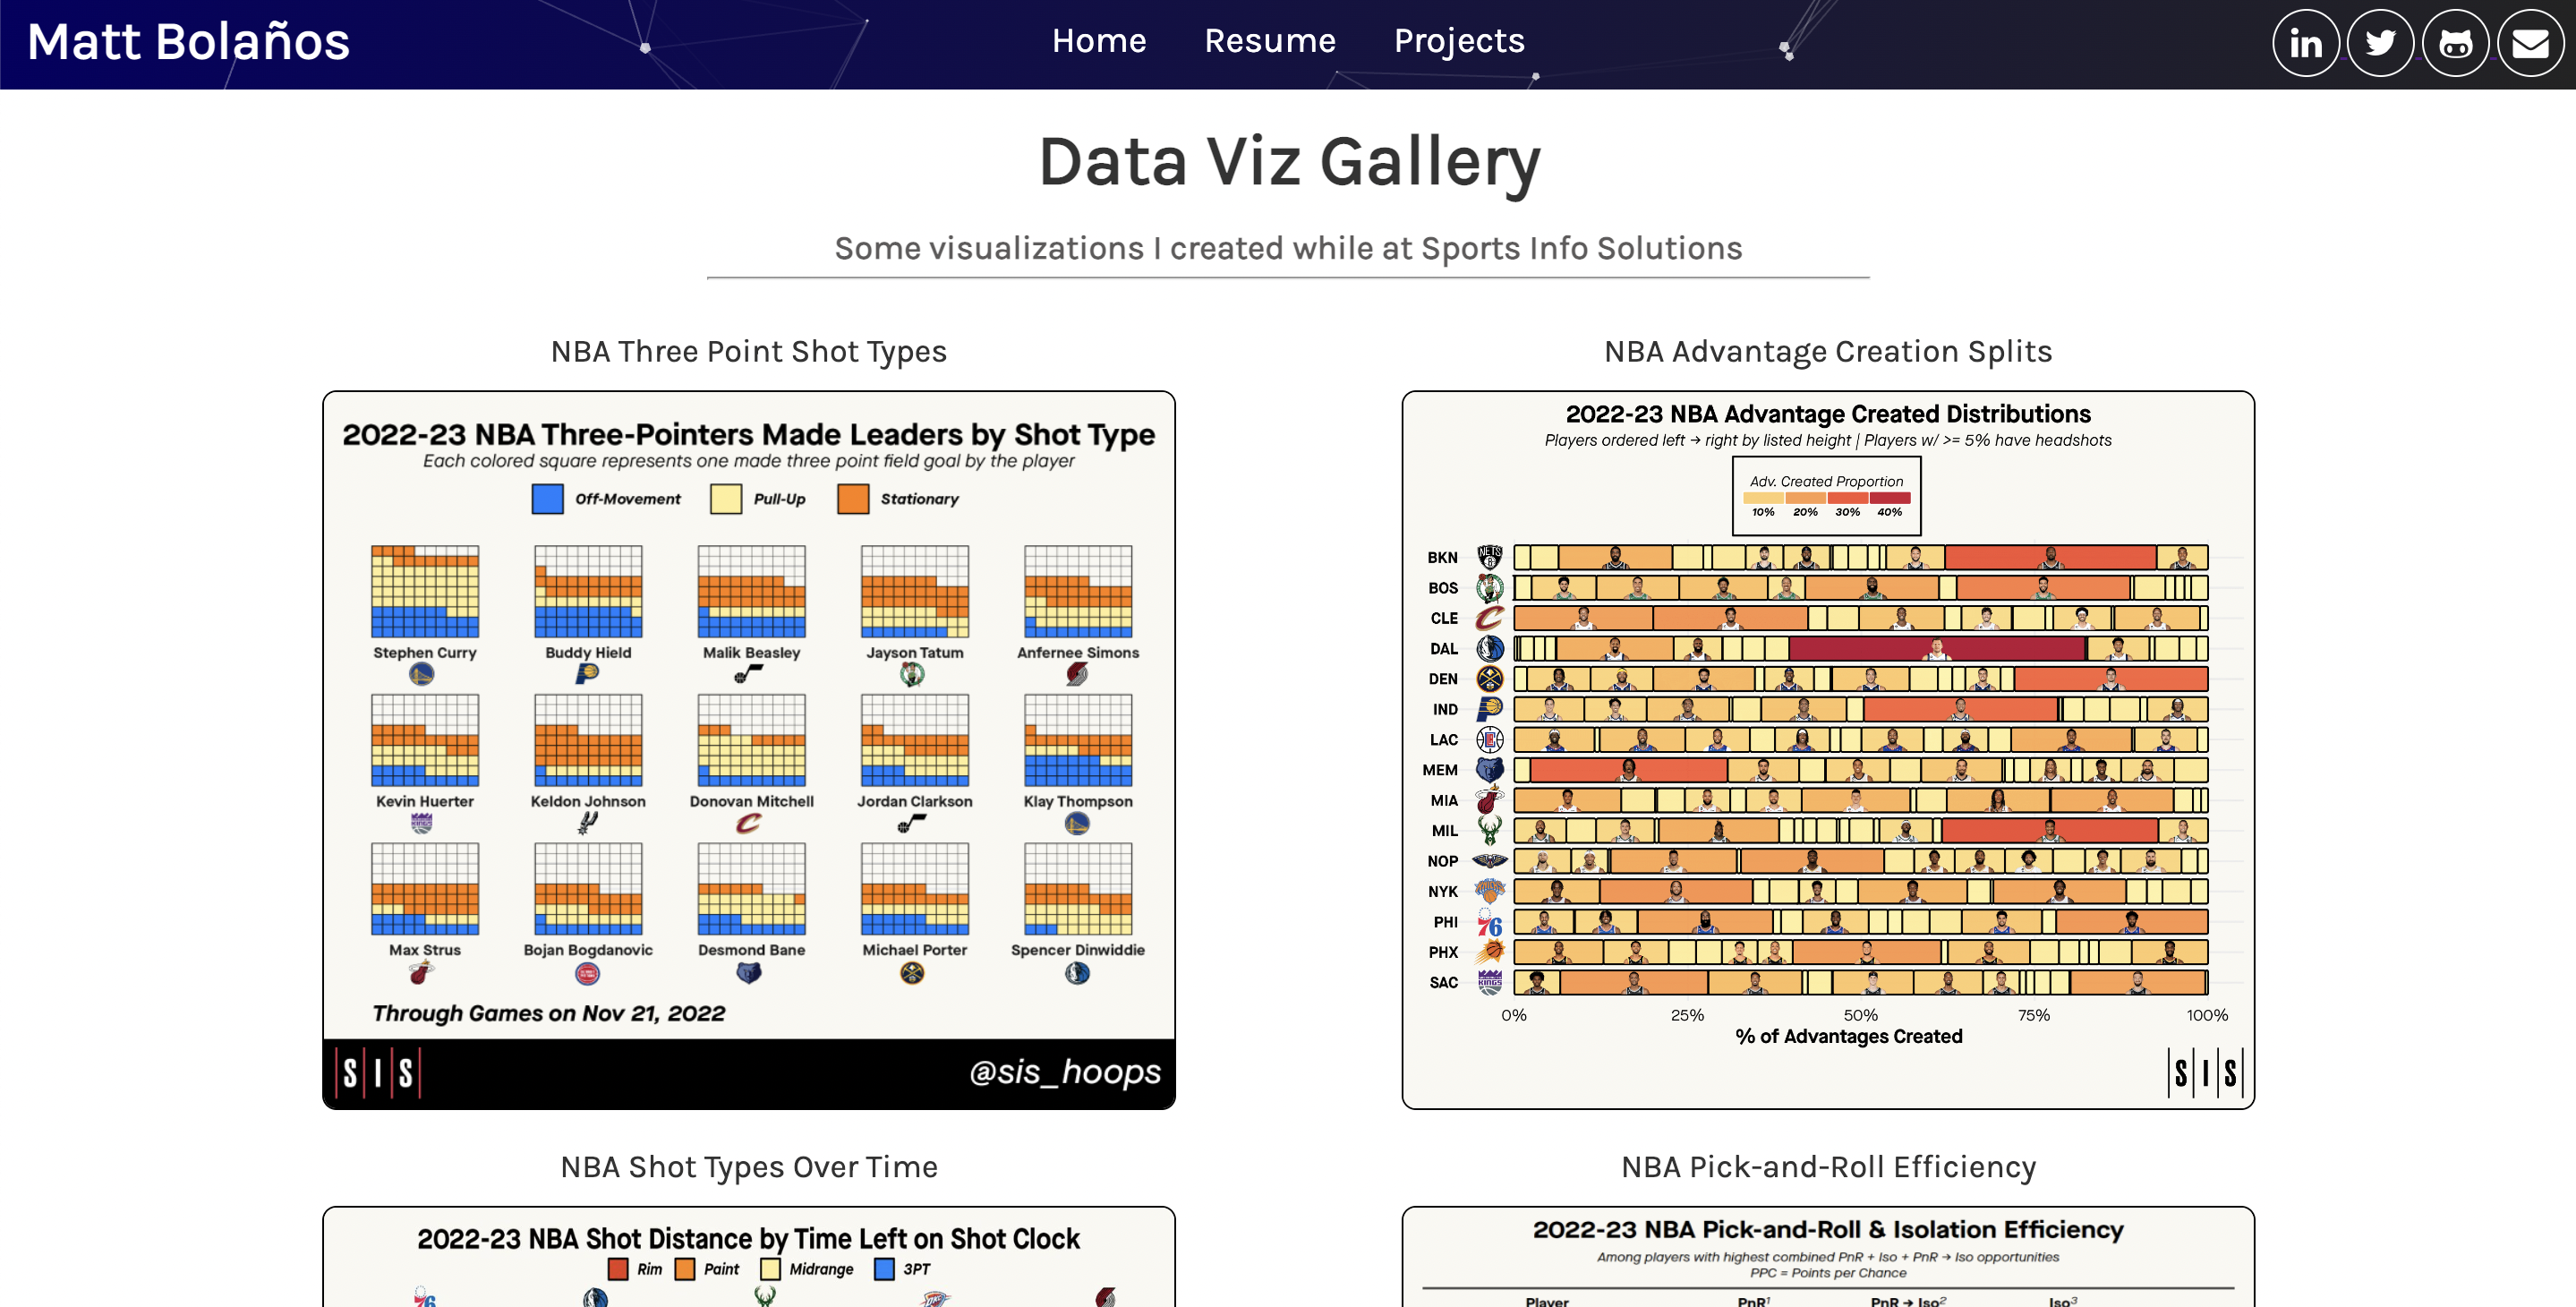 Matt Bolaños
Home Resume Projects
Data Viz Gallery
Some visualizations I created while at Sports Info Solutions
NBA Three Point Shot Types
2022-23 NBA Three-Pointers Made Leaders by Shot Type
Each colored square represents one made three point field goal by the player
Off-Movement Pull-Up Stationary
Stephen Curry Buddy Hield Malik Beasley Jayson Tatum Anfernee Simons
Kevin Huerter Keldon Johnson Donovan Mitchell Jordan Clarkson Klay Thompson
Max Strus Bojan Bogdanovic Desmond Bane Michael Porter Spencer Dinwiddie
Through Games on Nov 21, 2022
SIS @sis_hoops
NBA Advantage Creation Splits
2022-23 NBA Advantage Created Distributions
Players ordered left → right by listed height | Players w/ >= 5% have headshots
Adv. Created Proportion
10% 20% 30% 40%
BKN NETS
BOS
CLE
DAL
DEN
IND
LAC
MEM
MIA
MIL
NOP
NYK
PHI 76
PHX
SAC KINGS
0% 25% 50% 75% 100%
% of Advantages Created
SIS
NBA Shot Types Over Time
2022-23 NBA Shot Distance by Time Left on Shot Clock
Rim Paint Midrange 3PT
76
NBA Pick-and-Roll Efficiency
2022-23 NBA Pick-and-Roll & Isolation Efficiency
Among players with highest combined PnR + Iso + PnR → Iso opportunities
PPC = Points per Chance
Player PnR¹ PnR → Iso² Iso³